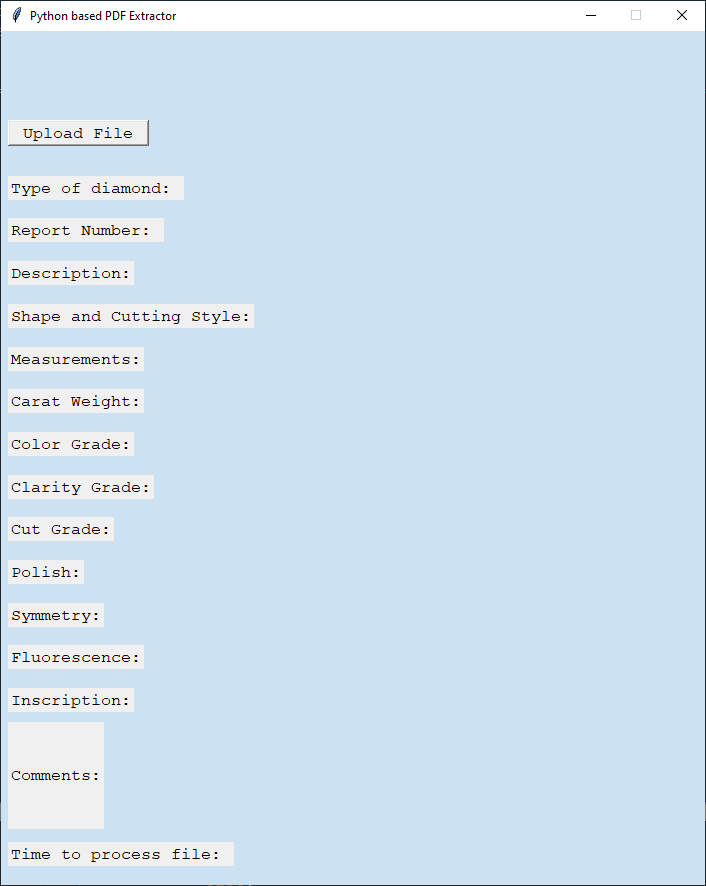 Python based PDF Extractor
Upload File
Type of diamond:
Report Number:
Description:
Shape and Cutting Style:
Measurements:
Carat Weight:
Color Grade:
Clarity Grade:
Cut Grade:
Polish:
Symmetry:
Fluorescence:
Inscription:
Comments:
Time to process file: